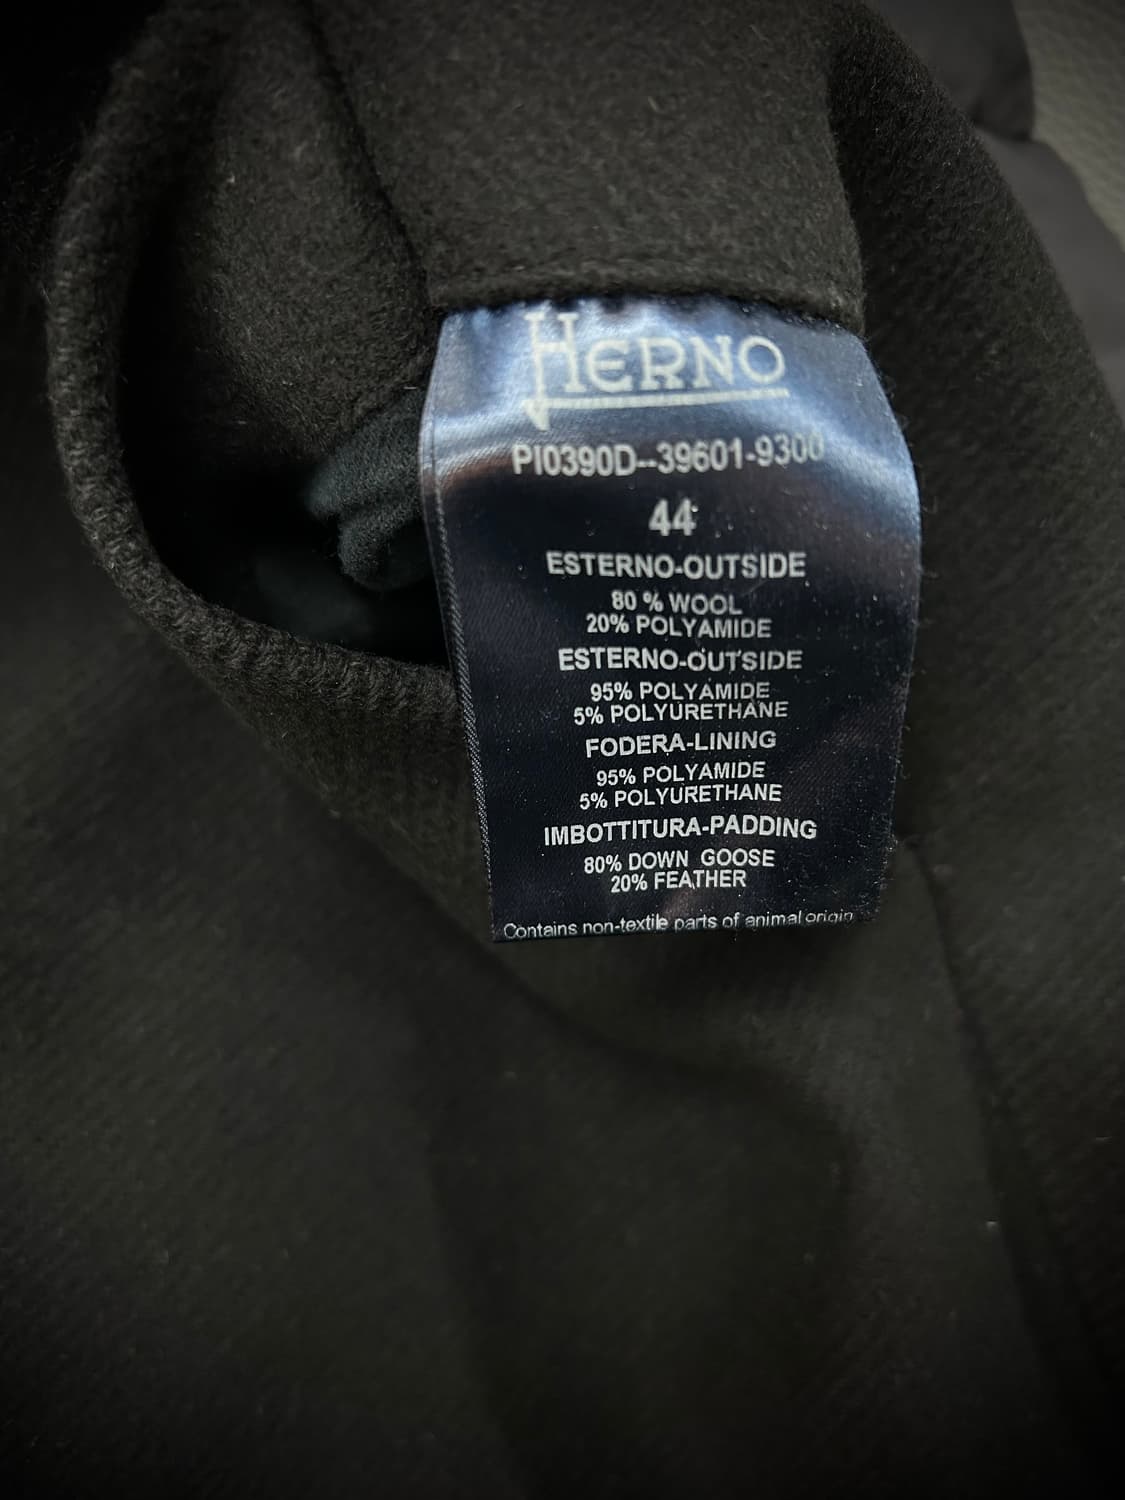 HERNO
PI0390D--39601-9300
44
ESTERNO-OUTSIDE
80 % WOOL
20% POLYAMIDE
ESTERNO-OUTSIDE
95% POLYAMIDE
5% POLYURETHANE
FODERA-LINING
95% POLYAMIDE
5% POLYURETHANE
IMBOTTITURA-PADDING
80% DOWN GOOSE
20% FEATHER
Contains non-textile parts of animal origin